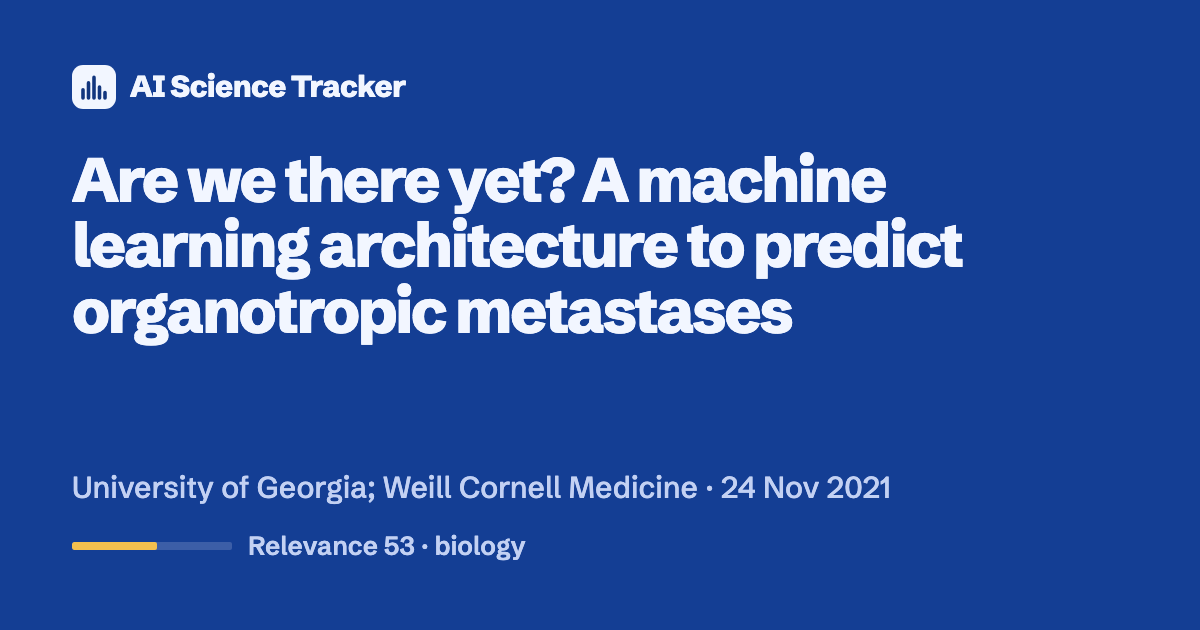 AI Science Tracker
Are we there yet? A machine
learning architecture to predict
organotropic metastases
University of Georgia; Weill Cornell Medicine · 24 Nov 2021
Relevance 53 · biology